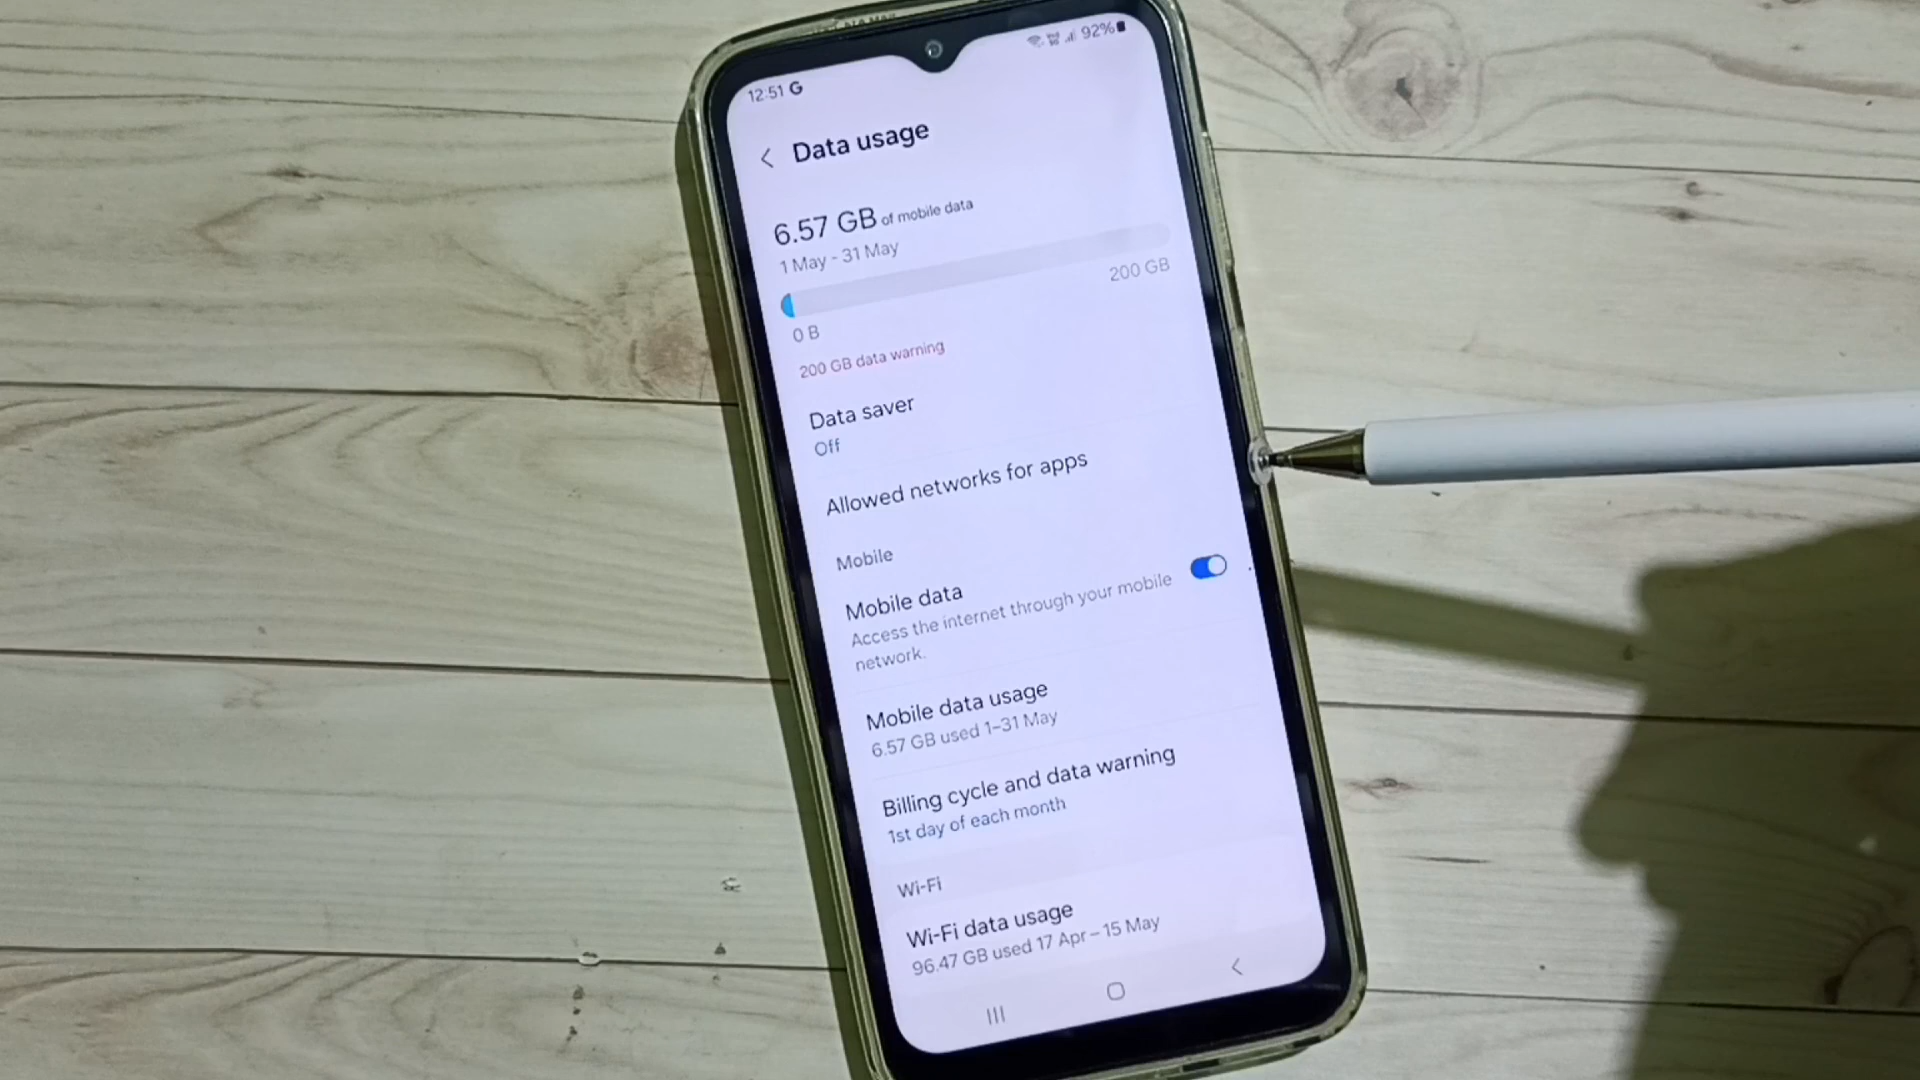 12:51 G
92%
Data usage
6.57 GB of mobile data
1 May - 31 May
200 GB
0 B
200 GB data warning
Data saver
Off
Allowed networks for apps
Mobile
Mobile data
Access the internet through your mobile
network.
Mobile data usage
6.57 GB used 1–31 May
Billing cycle and data warning
1st day of each month
Wi-Fi
Wi-Fi data usage
96.47 GB used 17 Apr – 15 May